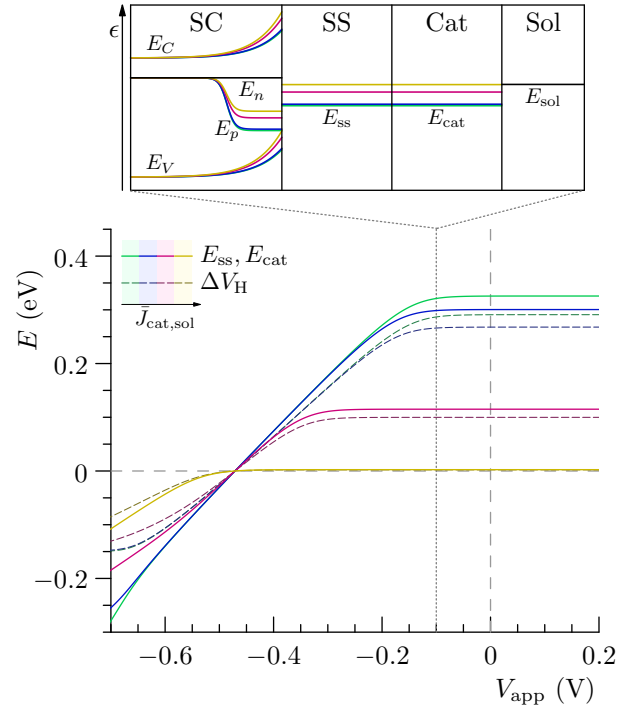 ϵ SC SS Cat Sol
E_C
E_n E_ss E_cat E_sol
E_p
E_V
0.4
E_ss, E_cat
ΔV_H
J̄_cat,sol
E (eV)
0.2
0
−0.2
−0.6 −0.4 −0.2 0 0.2
V_app (V)